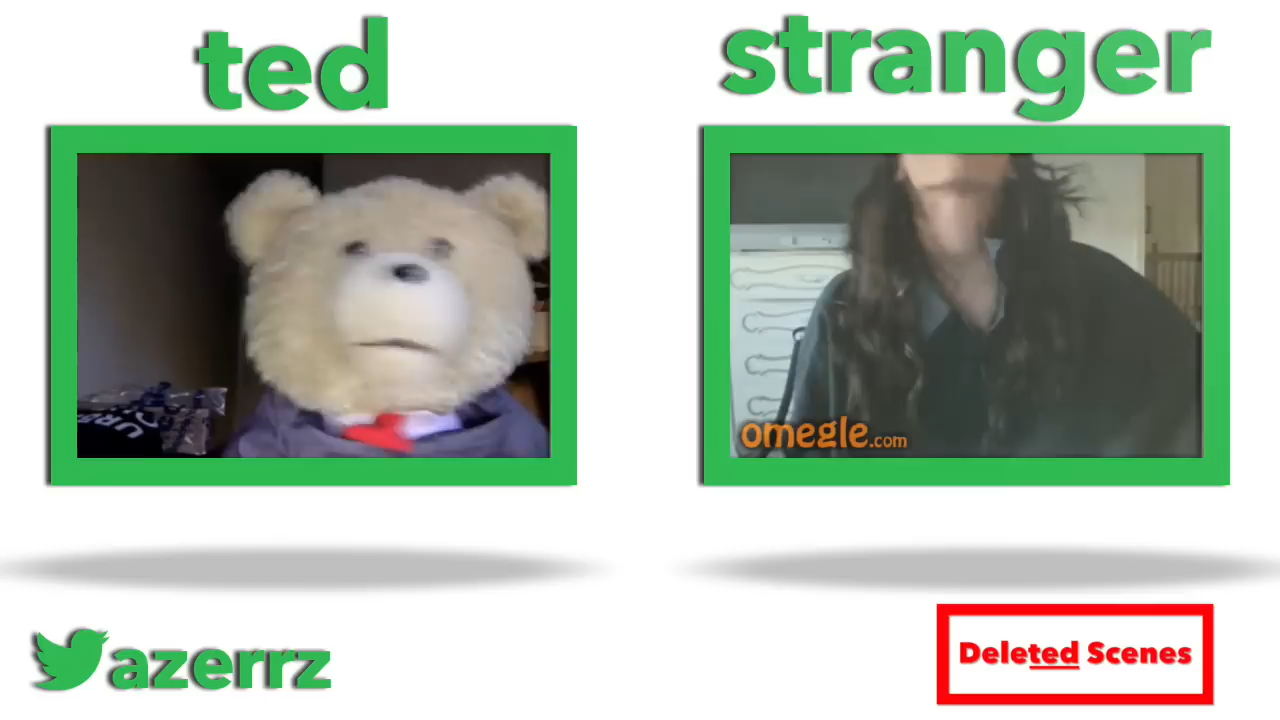 ted
stranger
omegle.com
azerrz
Deleted Scenes